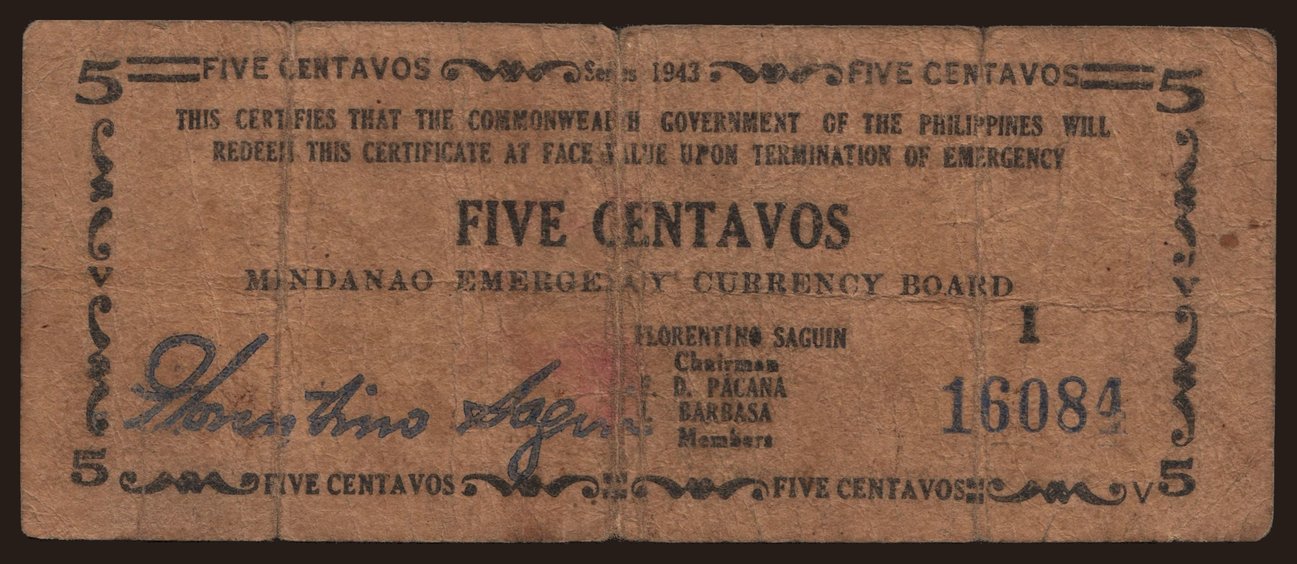 5 FIVE CENTAVOS Series 1943 FIVE CENTAVOS 5
THIS CERTIFIES THAT THE COMMONWEALTH GOVERNMENT OF THE PHILIPPINES WILL
REDEEM THIS CERTIFICATE AT FACE VALUE UPON TERMINATION OF EMERGENCY
FIVE CENTAVOS
MINDANAO EMERGENCY CURRENCY BOARD
I
FLORENTINO SAGUIN
Chairman
F. D. PACANA
BARBASA
Members
Florentino Saguin
16084
5 FIVE CENTAVOS FIVE CENTAVOS V 5